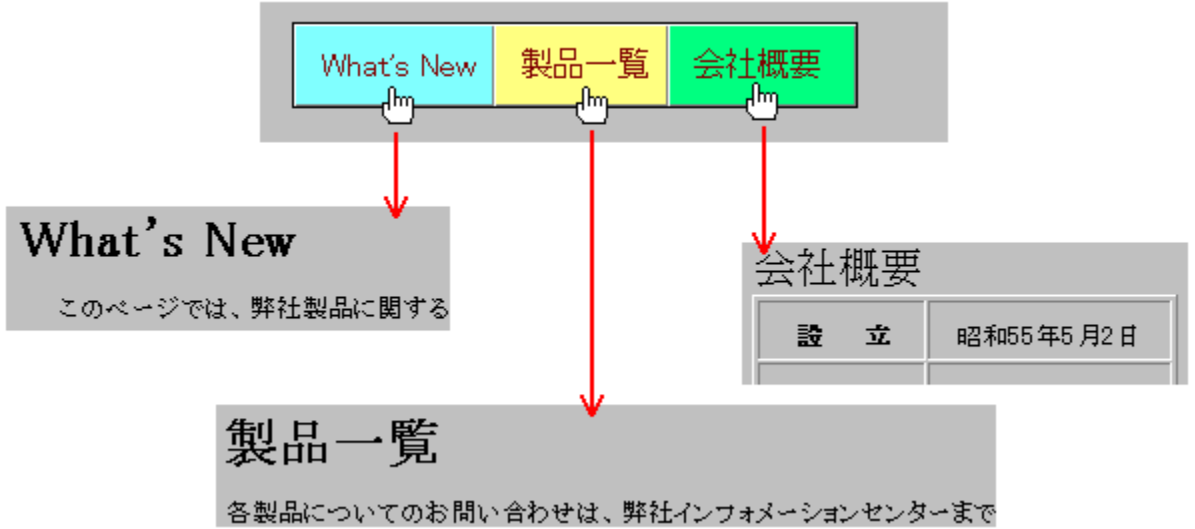 What's New 製品一覧 会社概要
What's New
このページでは、弊社製品に関する
会社概要
設 立 昭和55年5月2日
製品一覧
各製品についてのお問い合わせは、弊社インフォメーションセンターまで